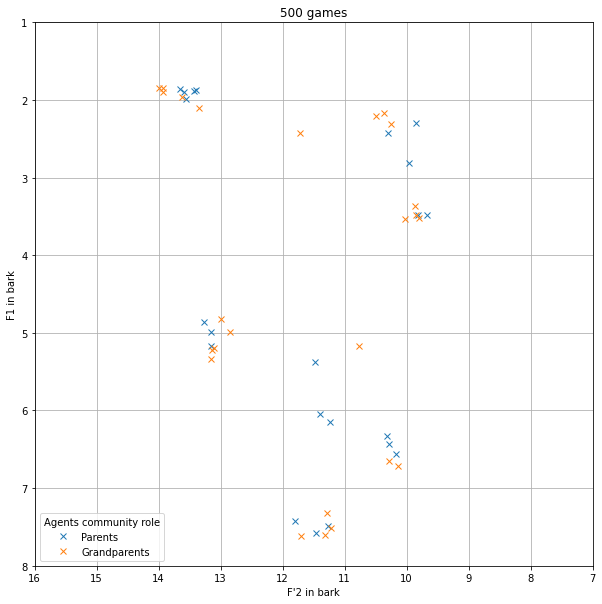 500 games
1
2
3
4
5
6
7
8
F1 in bark
Agents community role
Parents
Grandparents
16 15 14 13 12 11 10 9 8 7
F'2 in bark